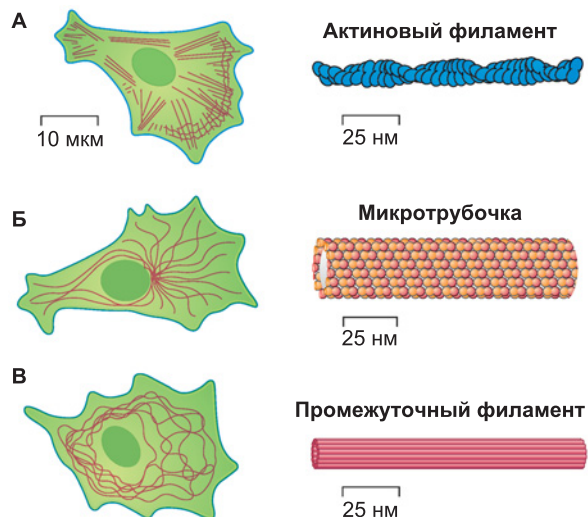 А
Актиновый филамент
10 мкм
25 нм
Б
Микротрубочка
25 нм
В
Промежуточный филамент
25 нм